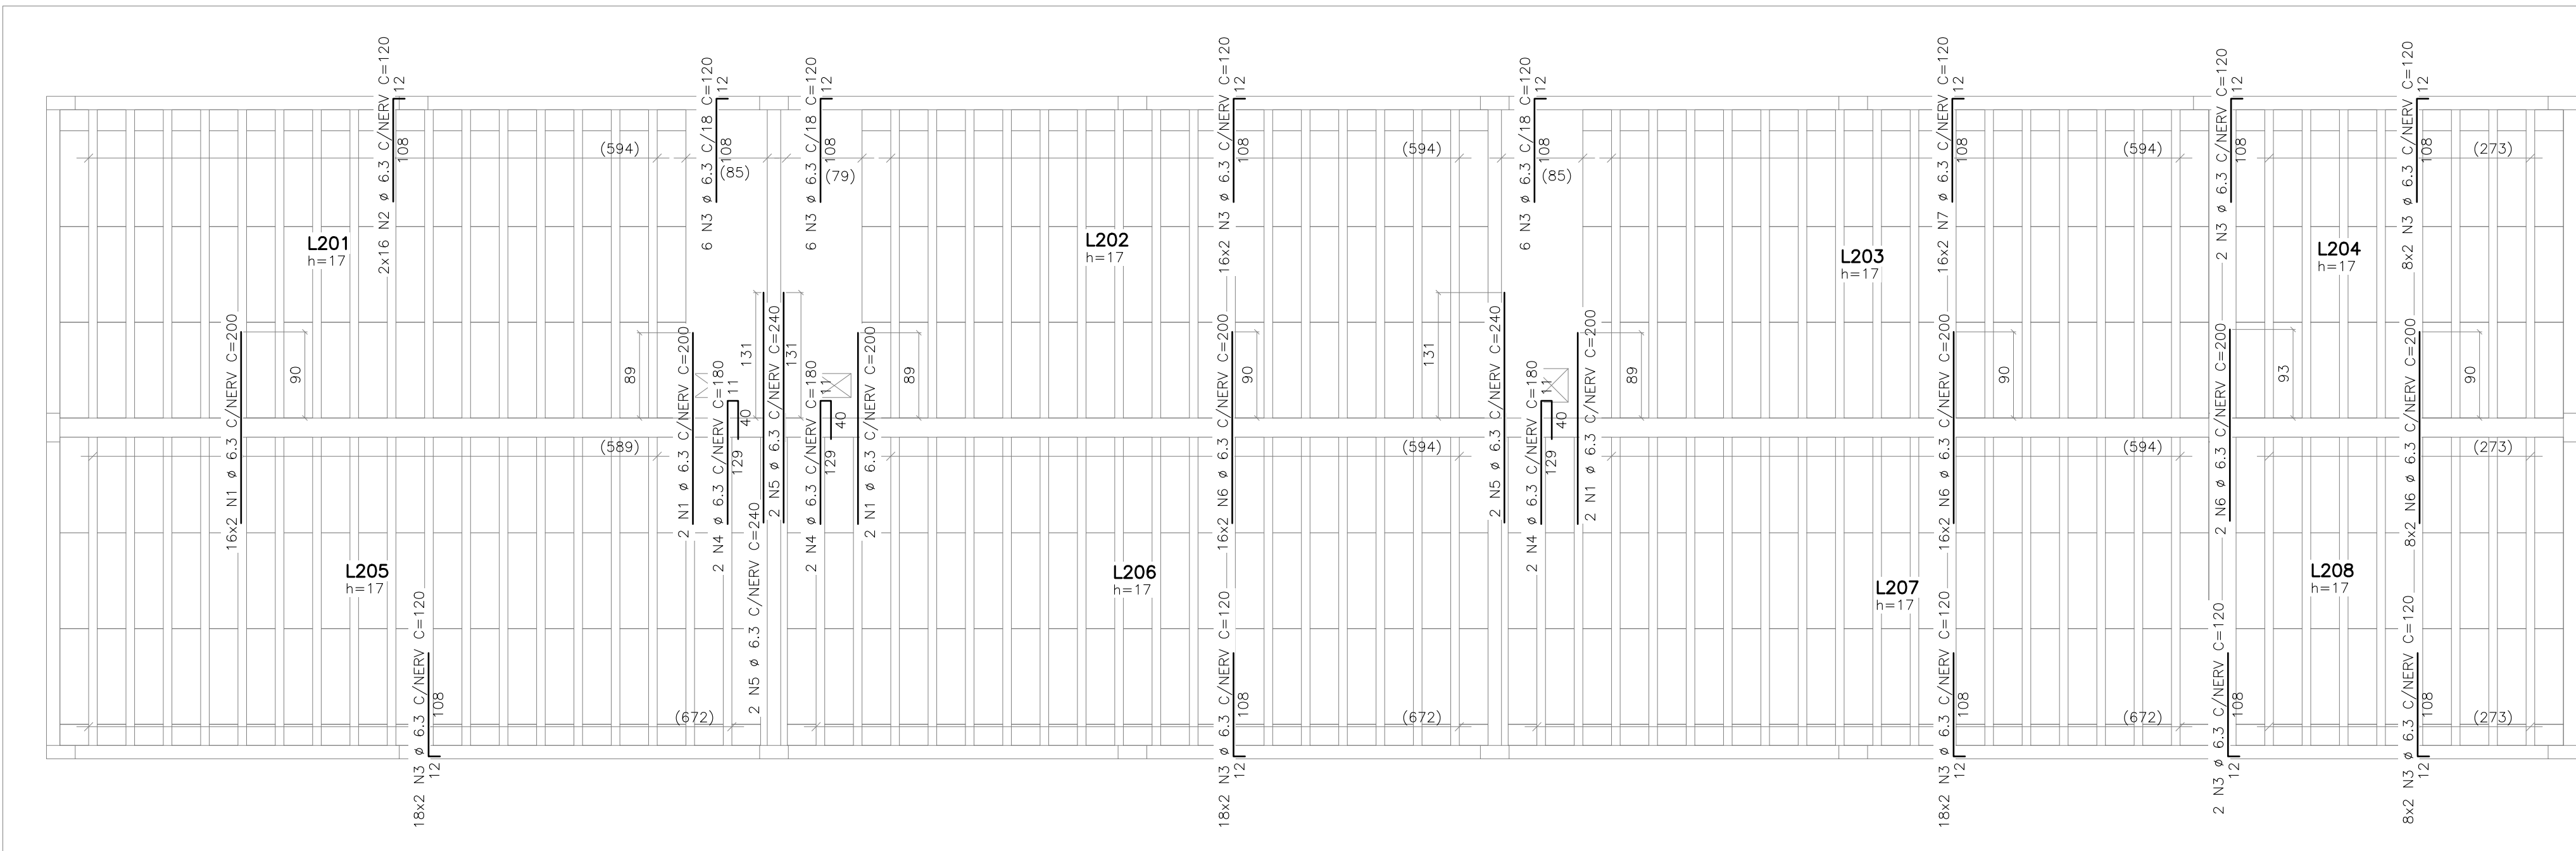 2x16 N2 ø 6.3 C/NERV C=120
12
108
6 N3 ø 6.3 C/18 C=120
12
108
(85)
6 N3 ø 6.3 C/18 C=120
12
108
(79)
16x2 N3 ø 6.3 C/NERV C=120
12
108
6 N3 ø 6.3 C/18 C=120
12
108
(85)
16x2 N7 ø 6.3 C/NERV C=120
12
108
2 N3 ø 6.3 C/NERV C=120
12
108
8x2 N3 ø 6.3 C/NERV C=120
12
108
(594)
(594)
(594)
(273)
L201
h=17
L202
h=17
L203
h=17
L204
h=17
16x2 N1 ø 6.3 C/NERV C=200
90
89
2 N1 ø 6.3 C/NERV C=200
2 N4 ø 6.3 C/NERV C=180
11
40
129
131
2 N5 ø 6.3 C/NERV C=240
2 N5 ø 6.3 C/NERV C=240
131
2 N4 ø 6.3 C/NERV C=180
11
40
129
2 N1 ø 6.3 C/NERV C=200
89
16x2 N6 ø 6.3 C/NERV C=200
90
131
2 N5 ø 6.3 C/NERV C=240
2 N4 ø 6.3 C/NERV C=180
11
40
129
2 N1 ø 6.3 C/NERV C=200
89
16x2 N6 ø 6.3 C/NERV C=200
90
2 N6 ø 6.3 C/NERV C=200
93
8x2 N6 ø 6.3 C/NERV C=200
90
(589)
(594)
(594)
(273)
L205
h=17
L206
h=17
L207
h=17
L208
h=17
18x2 N3 ø 6.3 C/NERV C=120
108
12
(672)
18x2 N3 ø 6.3 C/NERV C=120
108
12
(672)
18x2 N3 ø 6.3 C/NERV C=120
108
12
(672)
2 N3 ø 6.3 C/NERV C=120
108
12
8x2 N3 ø 6.3 C/NERV C=120
108
12
(273)